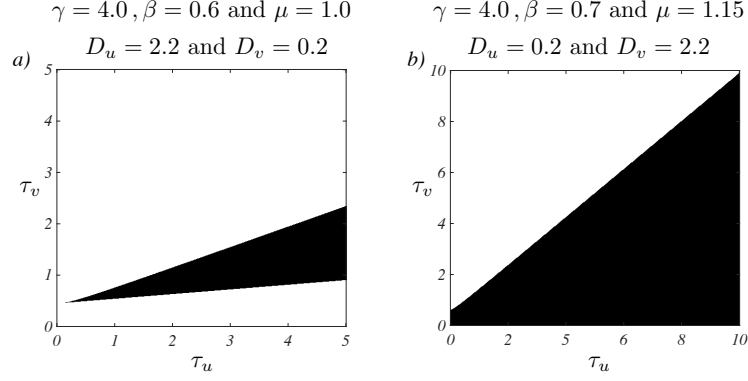 γ = 4.0 , β = 0.6 and μ = 1.0
D_u = 2.2 and D_v = 0.2
a)
5
4
3
2
1
0
τ_v
0 1 2 3 4 5
τ_u
γ = 4.0 , β = 0.7 and μ = 1.15
D_u = 0.2 and D_v = 2.2
b)
10
8
6
5
2
0
τ_v
0 2 5 6 8 10
τ_u